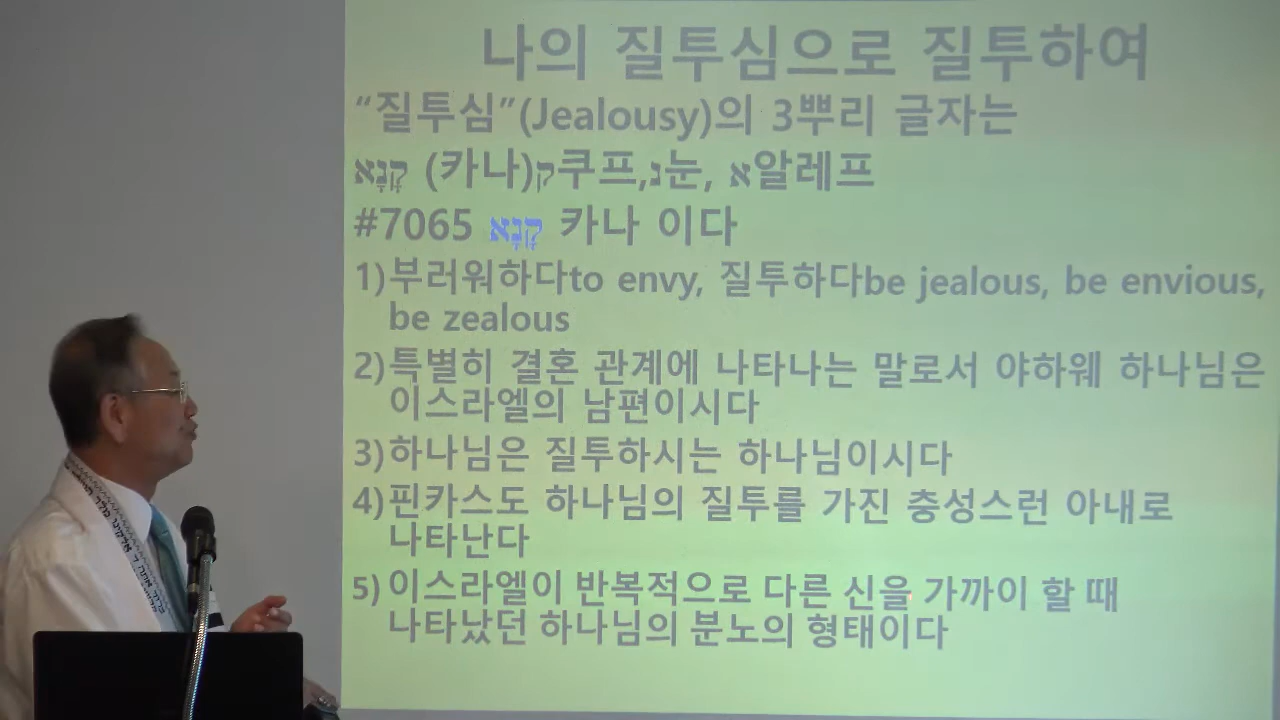 나의 질투심으로 질투하여
“질투심”(Jealousy)의 3뿌리 글자는
קָנָא (카나)ק쿠프,נ눈, א알레프
#7065 קָנָא 카나 이다
1)부러워하다to envy, 질투하다be jealous, be envious,
be zealous
2)특별히 결혼 관계에 나타나는 말로서 야하웨 하나님은
이스라엘의 남편이시다
3)하나님은 질투하시는 하나님이시다
4)핀카스도 하나님의 질투를 가진 충성스런 아내로
나타난다
5)이스라엘이 반복적으로 다른 신을 가까이 할 때
나타났던 하나님의 분노의 형태이다